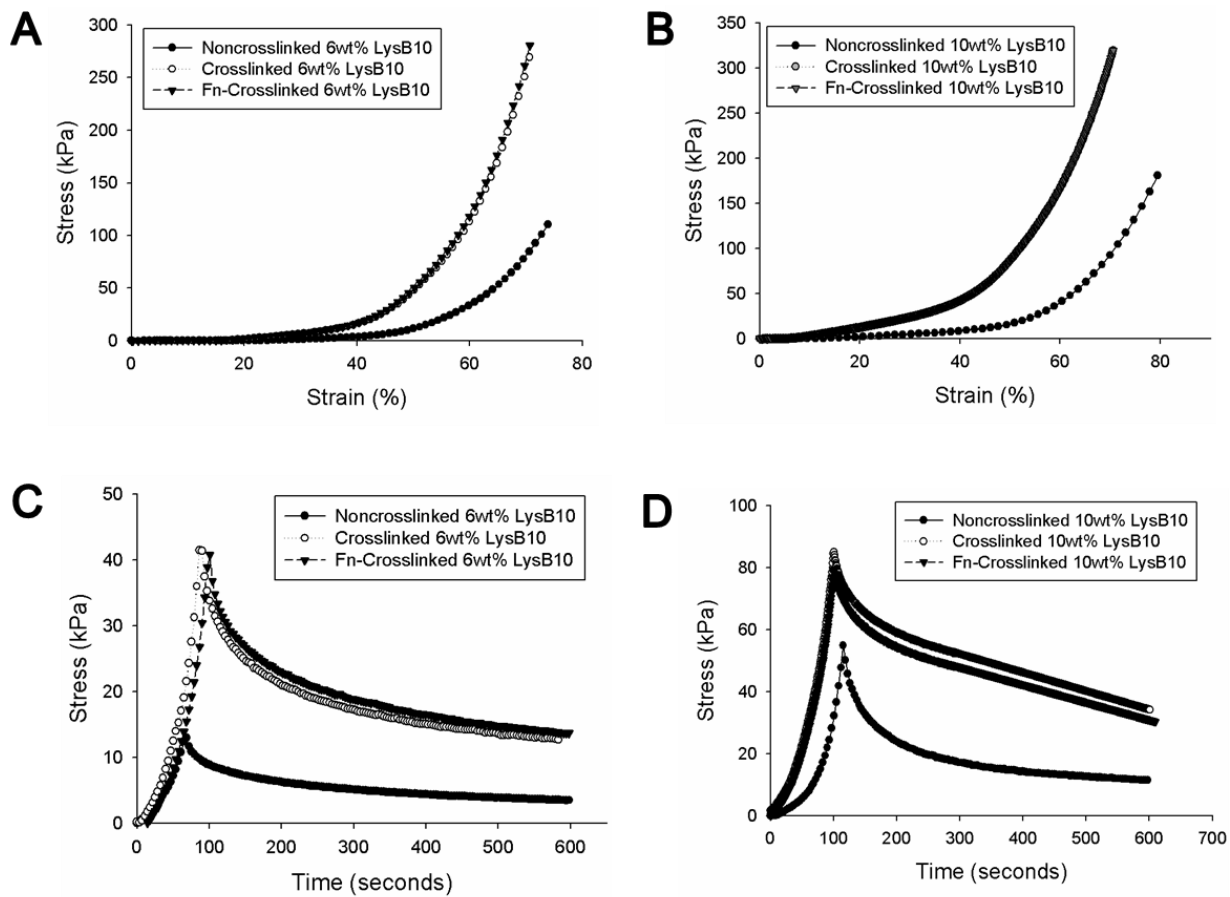 A
Noncrosslinked 6wt% LysB10
Crosslinked 6wt% LysB10
Fn-Crosslinked 6wt% LysB10
Stress (kPa)
300
250
200
150
100
50
0
0 20 40 60 80
Strain (%)
B
Noncrosslinked 10wt% LysB10
Crosslinked 10wt% LysB10
Fn-Crosslinked 10wt% LysB10
Stress (kPa)
350
300
250
200
150
100
50
0
0 20 40 60 80
Strain (%)
C
Noncrosslinked 6wt% LysB10
Crosslinked 6wt% LysB10
Fn-Crosslinked 6wt% LysB10
Stress (kPa)
50
40
30
20
10
0
0 100 200 300 400 500 600
Time (seconds)
D
Noncrosslinked 10wt% LysB10
Crosslinked 10wt% LysB10
Fn-Crosslinked 10wt% LysB10
Stress (kPa)
100
80
60
40
20
0
0 100 200 300 400 500 600 700
Time (seconds)